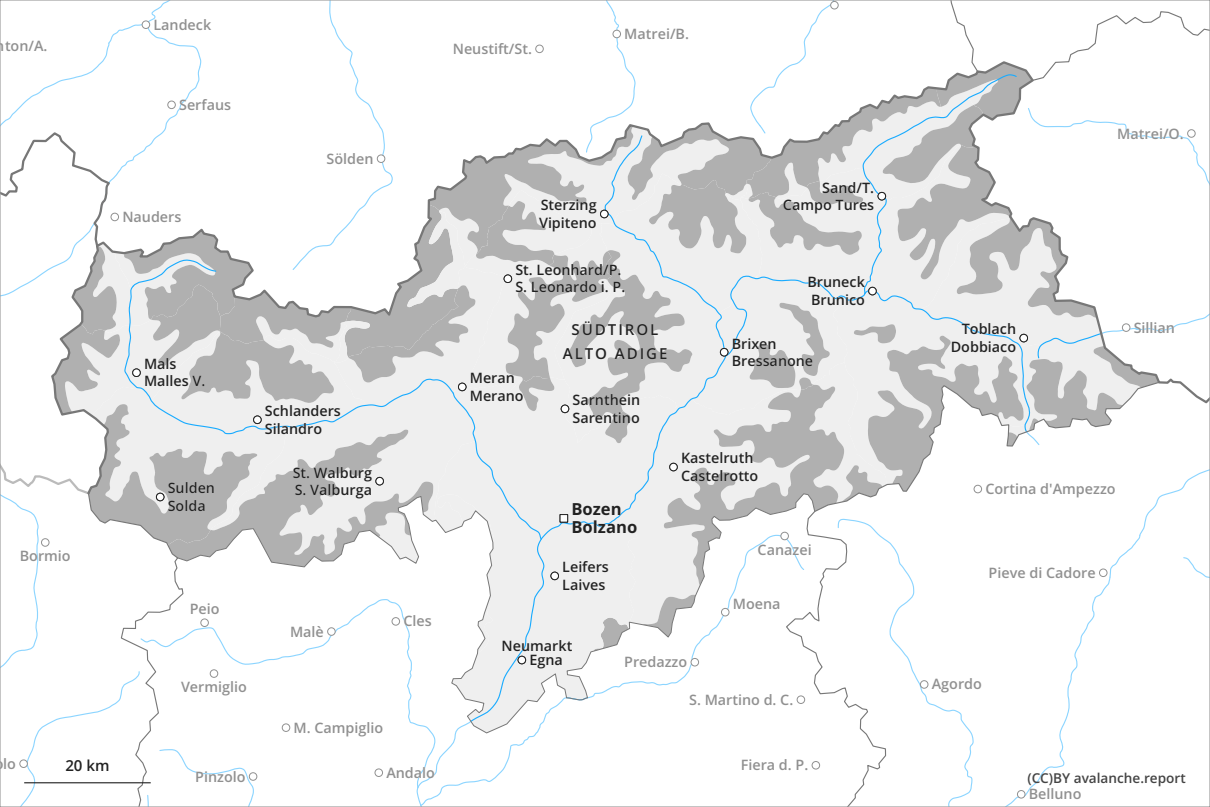 Landeck
Matrei/B.
Neustift/St.
Serfaus
Matrei/O.
Sölden
Nauders
Sand/T.
Campo Tures
Sterzing
Vipiteno
St. Leonhard/P.
S. Leonardo i. P.
Bruneck
Brunico
SÜDTIROL
ALTO ADIGE
Toblach
Dobbiaco
Sillian
Brixen
Bressanone
Mals
Malles V.
Meran
Merano
Sarnthein
Sarentino
Schlanders
Silandro
Kastelruth
Castelrotto
St. Walburg
S. Valburga
Sulden
Solda
Cortina d'Ampezzo
Bozen
Bolzano
Bormio
Canazei
Leifers
Laives
Pieve di Cadore
Peio
Malè
Cles
Moena
Neumarkt
Egna
Predazzo
Vermiglio
Agordo
S. Martino d. C.
M. Campiglio
20 km
Pinzolo
Andalo
Fiera d. P.
(CC)BY avalanche.report
Belluno